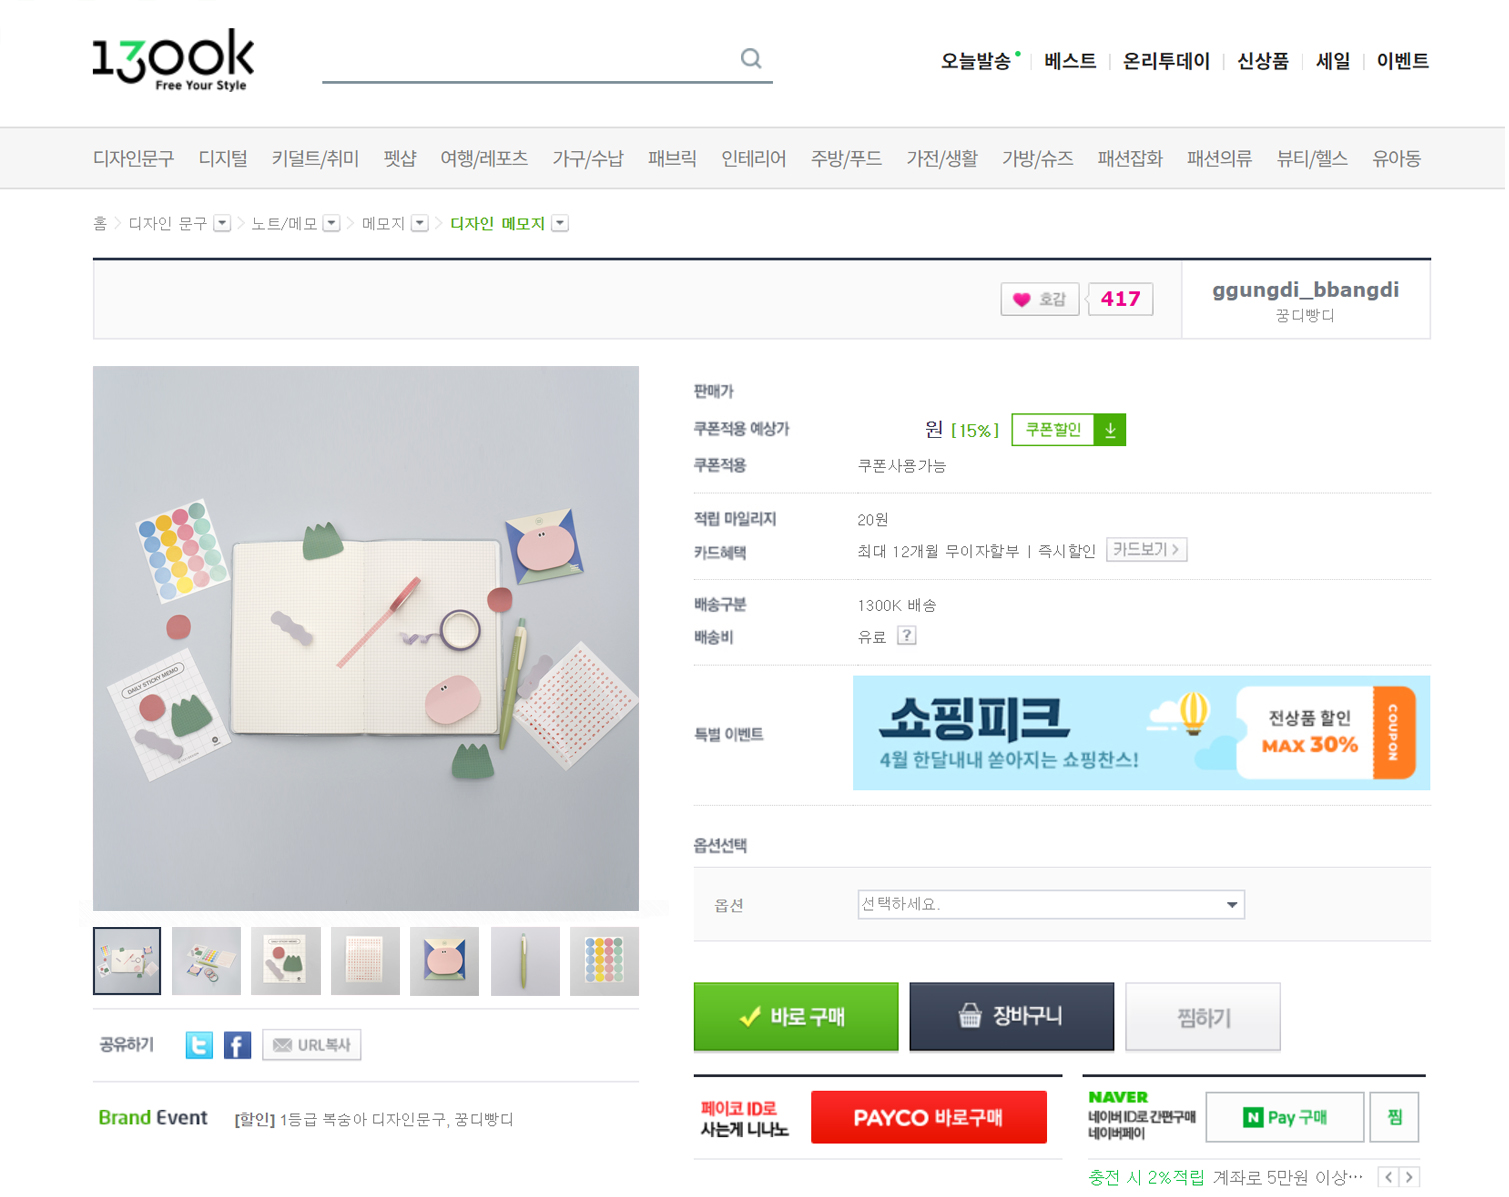 1300k
Free Your Style
오늘발송
베스트
온리투데이
신상품
세일
이벤트
디자인문구
디지털
키덜트/취미
펫샵
여행/레포츠
가구/수납
패브릭
인테리어
주방/푸드
가전/생활
가방/슈즈
패션잡화
패션의류
뷰티/헬스
유아동
홈
디자인 문구
노트/메모
메모지
디자인 메모지
호감
417
ggungdi_bbangdi
꿍디빵디
판매가
쿠폰적용 예상가
원 [15%]
쿠폰할인
쿠폰적용
쿠폰사용가능
적립 마일리지
20원
카드혜택
최대 12개월 무이자할부 | 즉시할인
카드보기 >
배송구분
1300K 배송
배송비
유료
?
DAILY STICKY MEMO
특별 이벤트
쇼핑피크
4월 한달내내 쏟아지는 쇼핑찬스!
전상품 할인
MAX 30%
COUPON
옵션선택
옵션
선택하세요.
바로 구매
장바구니
찜하기
공유하기
URL복사
Brand Event
[할인] 1등급 복숭아 디자인문구, 꿍디빵디
페이코 ID로
사는게 니나노
PAYCO 바로구매
NAVER
네이버 ID로 간편구매
네이버페이
N Pay 구매
찜
충전 시 2%적립 계좌로 5만원 이상…